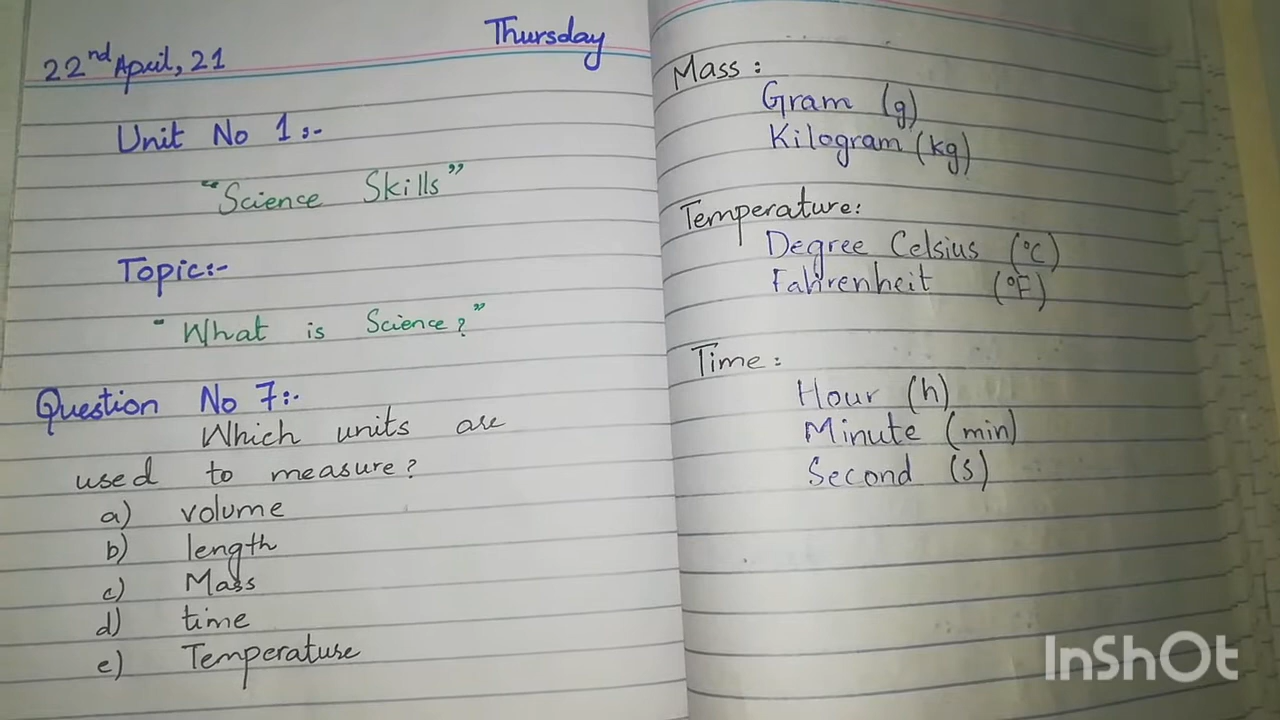 Thursday
22nd April, 21
Unit No 1:-
"Science Skills"
Topic:-
"What is Science?"
Question No 7:-
Which units are
used to measure?
a) volume
b) length
c) Mass
d) time
e) Temperature
Mass :
Gram (g)
Kilogram (kg)
Temperature:
Degree Celsius (°C)
Fahrenheit (°F)
Time :
Hour (h)
Minute (min)
Second (s)
InShOt